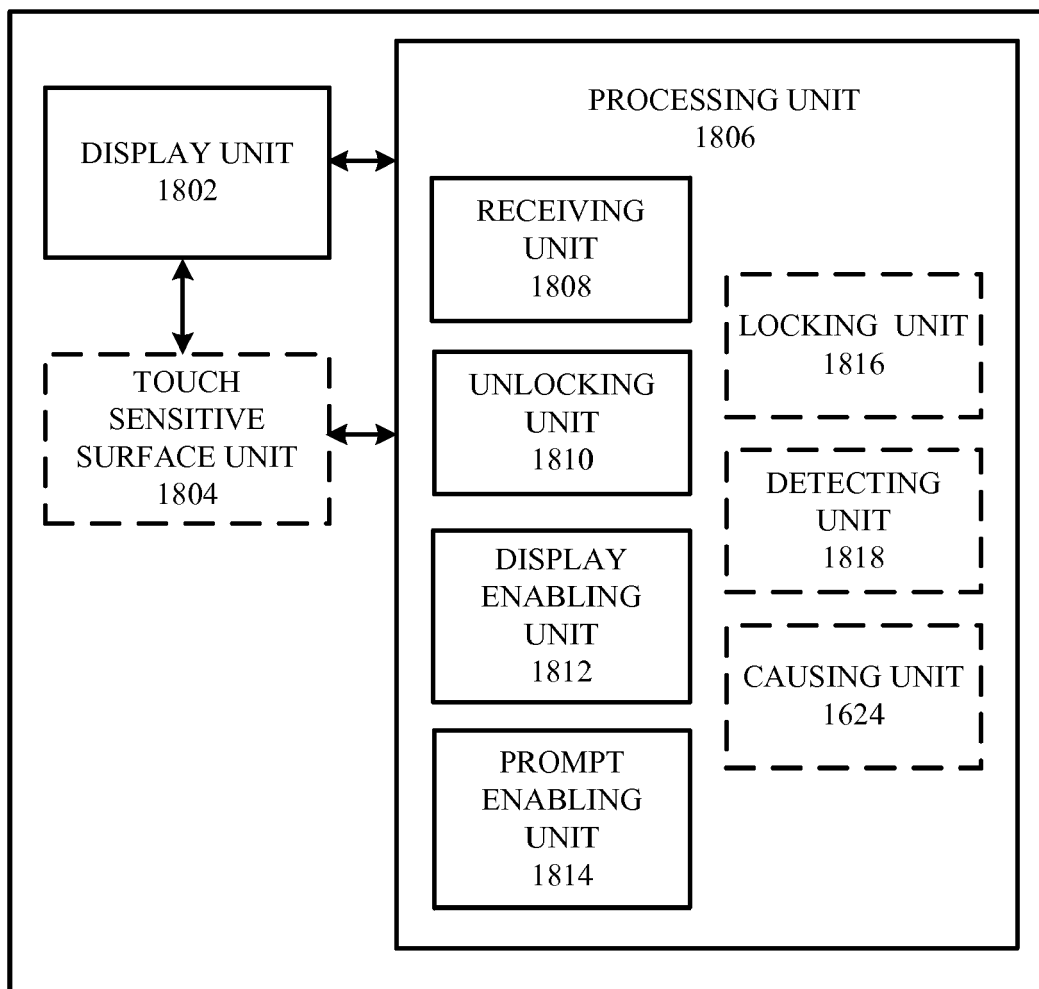 DISPLAY UNIT
1802
TOUCH
SENSITIVE
SURFACE UNIT
1804
PROCESSING UNIT
1806
RECEIVING
UNIT
1808
UNLOCKING
UNIT
1810
DISPLAY
ENABLING
UNIT
1812
PROMPT
ENABLING
UNIT
1814
LOCKING UNIT
1816
DETECTING
UNIT
1818
CAUSING UNIT
1624